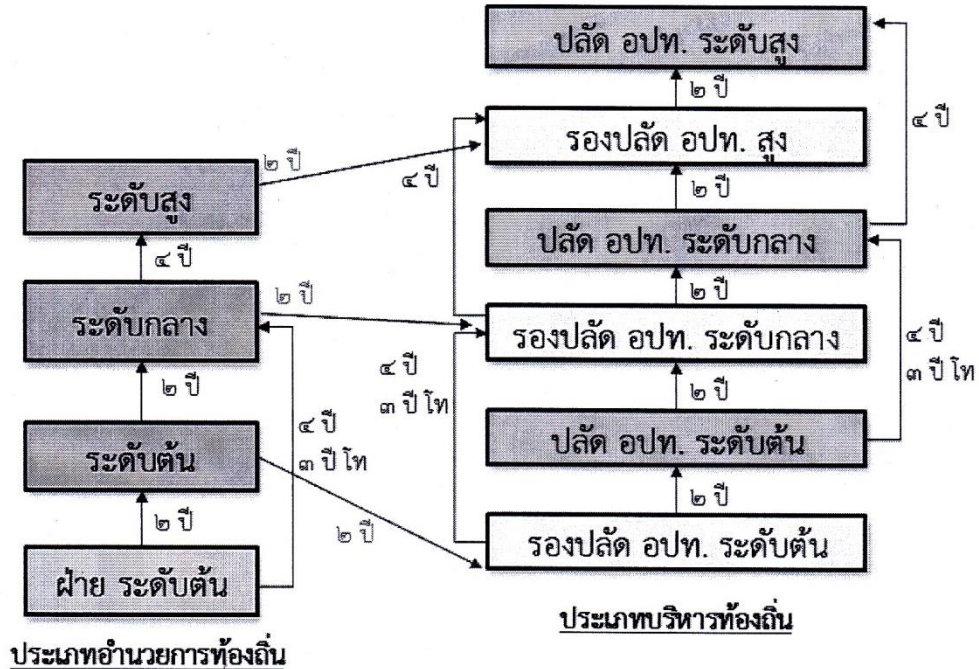 ปลัด อปท. ระดับสูง
๒ ปี
๔ ปี
รองปลัด อปท. สูง
๒ ปี
๔ ปี
๒ ปี
ระดับสูง
ปลัด อปท. ระดับกลาง
๔ ปี
๒ ปี
๒ ปี
ระดับกลาง
รองปลัด อปท. ระดับกลาง
๔ ปี
๓ ปี โท
๒ ปี
๔ ปี
๓ ปี โท
๒ ปี
ระดับต้น
๔ ปี
๓ ปี โท
ปลัด อปท. ระดับต้น
๒ ปี
๒ ปี
๒ ปี
ฝ่าย ระดับต้น
รองปลัด อปท. ระดับต้น
ประเภทอำนวยการท้องถิ่น
ประเภทบริหารท้องถิ่น